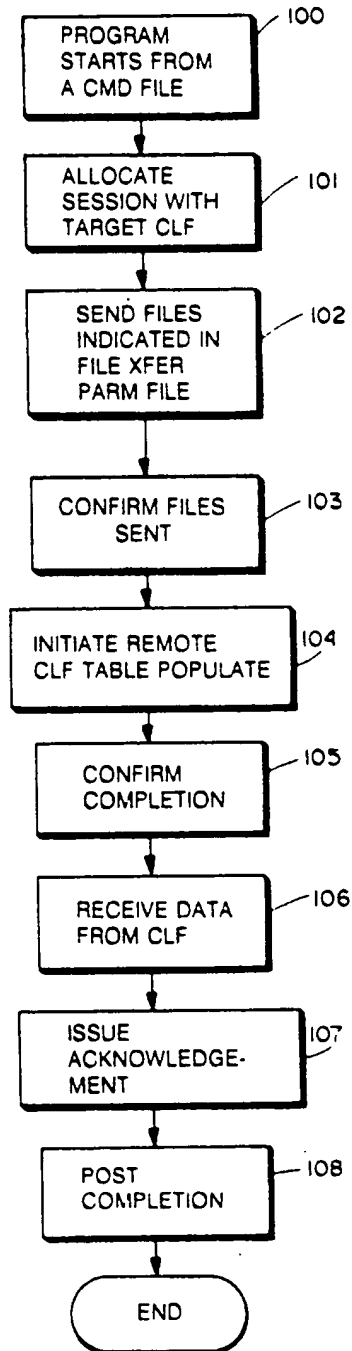 100
PROGRAM
STARTS FROM
A CMD FILE
101
ALLOCATE
SESSION WITH
TARGET CLF
102
SEND FILES
INDICATED IN
FILE XFER
PARM FILE
103
CONFIRM FILES
SENT
104
INITIATE REMOTE
CLF TABLE POPULATE
105
CONFIRM
COMPLETION
106
RECEIVE DATA
FROM CLF
107
ISSUE
ACKNOWLEDGE-
MENT
108
POST
COMPLETION
END